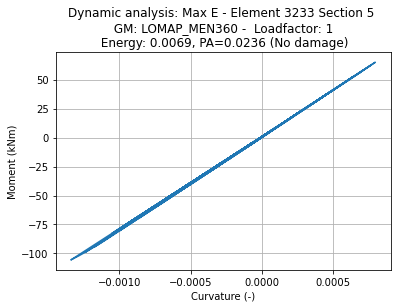 Dynamic analysis: Max E - Element 3233 Section 5
GM: LOMAP_MEN360 -  Loadfactor: 1
Energy: 0.0069, PA=0.0236 (No damage)
50
25
0
−25
−50
−75
−100
Moment (kNm)
−0.0010
−0.0005
0.0000
0.0005
Curvature (-)